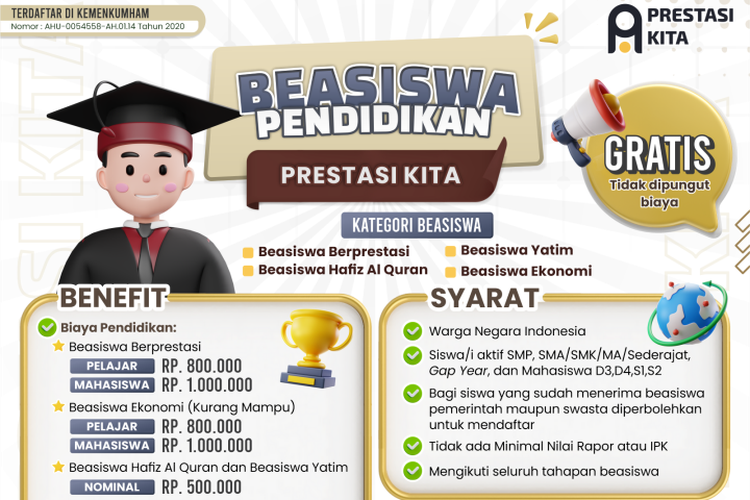 TERDAFTAR DI KEMENKUMHAM
Nomor : AHU-0054558-AH.01.14 Tahun 2020
PRESTASI
KITA
BEASISWA
PENDIDIKAN
PRESTASI KITA
GRATIS
Tidak dipungut
biaya
KATEGORI BEASISWA
Beasiswa Berprestasi
Beasiswa Yatim
Beasiswa Hafiz Al Quran
Beasiswa Ekonomi
BENEFIT
Biaya Pendidikan:
Beasiswa Berprestasi
PELAJAR RP. 800.000
MAHASISWA RP. 1.000.000
Beasiswa Ekonomi (Kurang Mampu)
PELAJAR RP. 800.000
MAHASISWA RP. 1.000.000
Beasiswa Hafiz Al Quran dan Beasiswa Yatim
NOMINAL RP. 500.000
SYARAT
Warga Negara Indonesia
Siswa/i aktif SMP, SMA/SMK/MA/Sederajat,
Gap Year, dan Mahasiswa D3,D4,S1,S2
Bagi siswa yang sudah menerima beasiswa
pemerintah maupun swasta diperbolehkan
untuk mendaftar
Tidak ada Minimal Nilai Rapor atau IPK
Mengikuti seluruh tahapan beasiswa